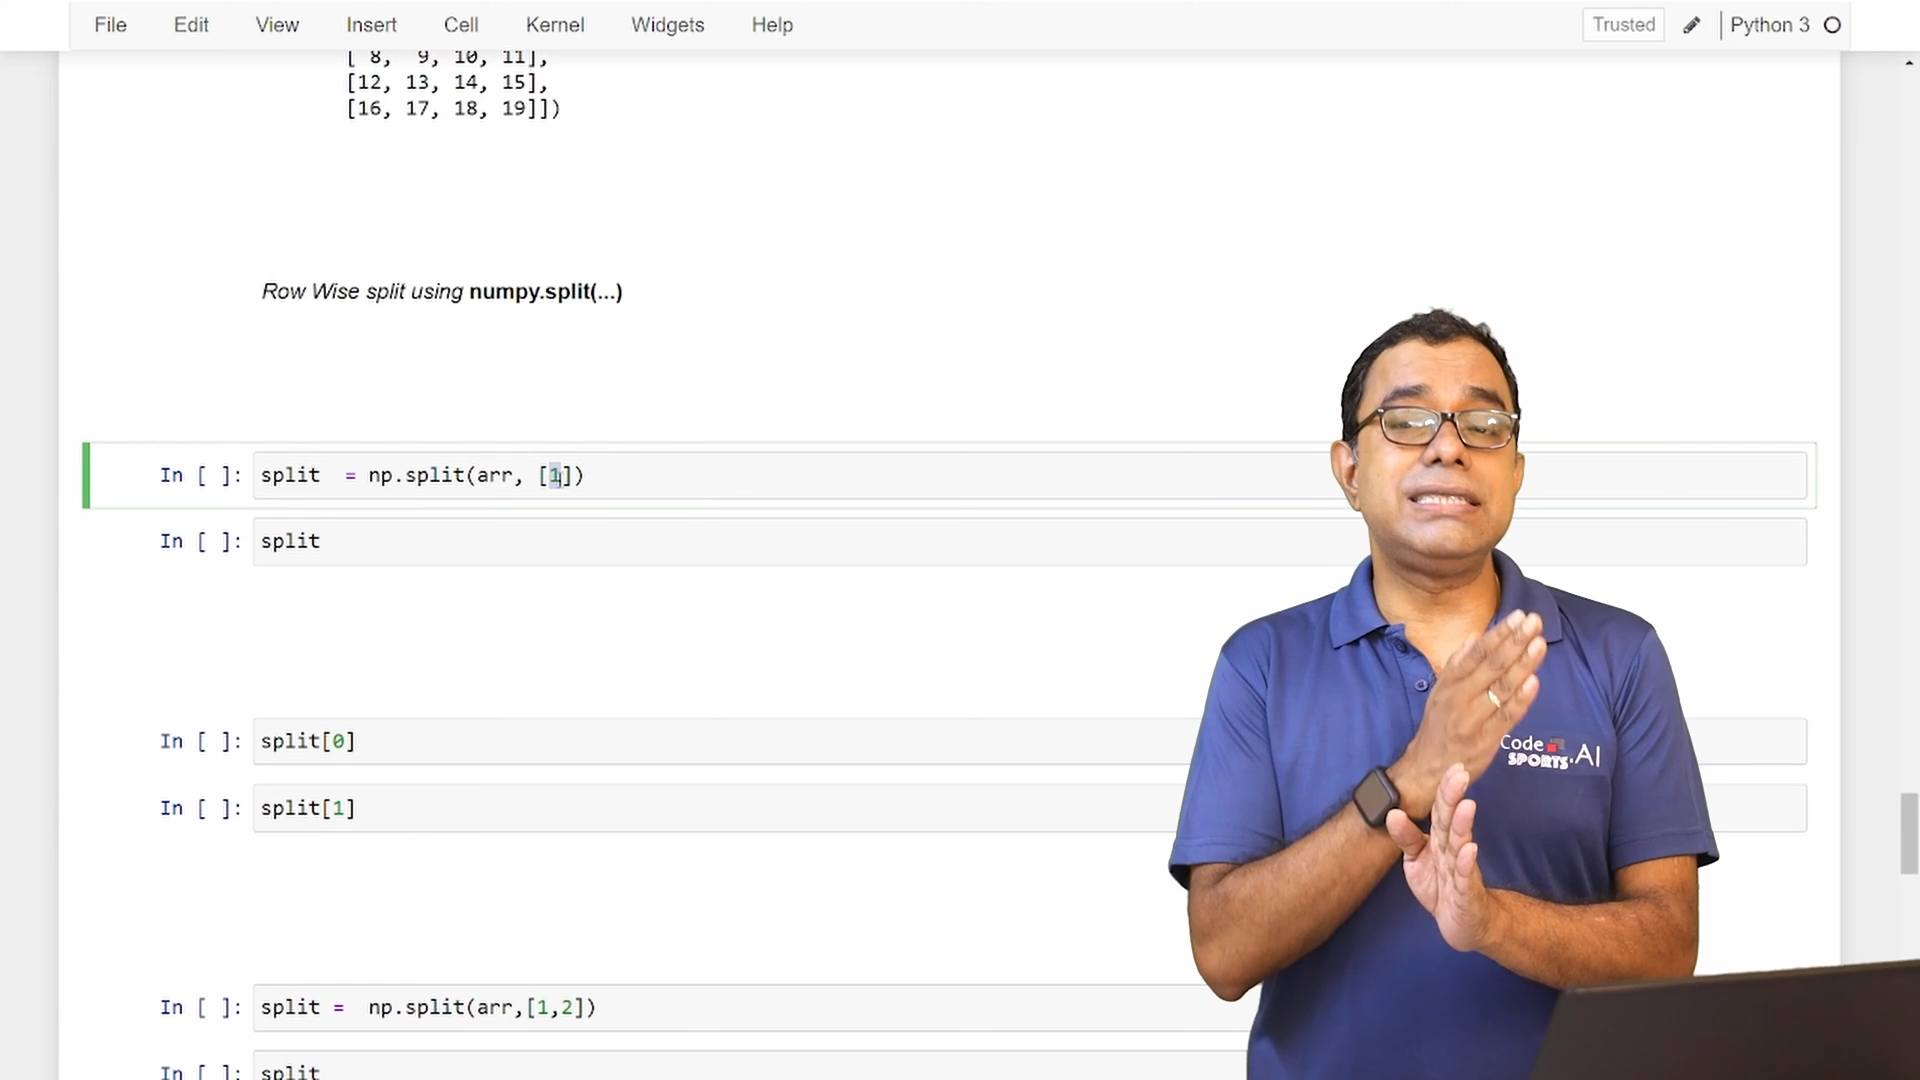 File Edit View Insert Cell Kernel Widgets Help Trusted Python 3
[ 8, 9, 10, 11],
[12, 13, 14, 15],
[16, 17, 18, 19]])
Row Wise split using numpy.split(...)
In [ ]: split = np.split(arr, [1])
In [ ]: split
In [ ]: split[0]
Code
SPORTS.AI
In [ ]: split[1]
In [ ]: split = np.split(arr,[1,2])
In [ ]: split